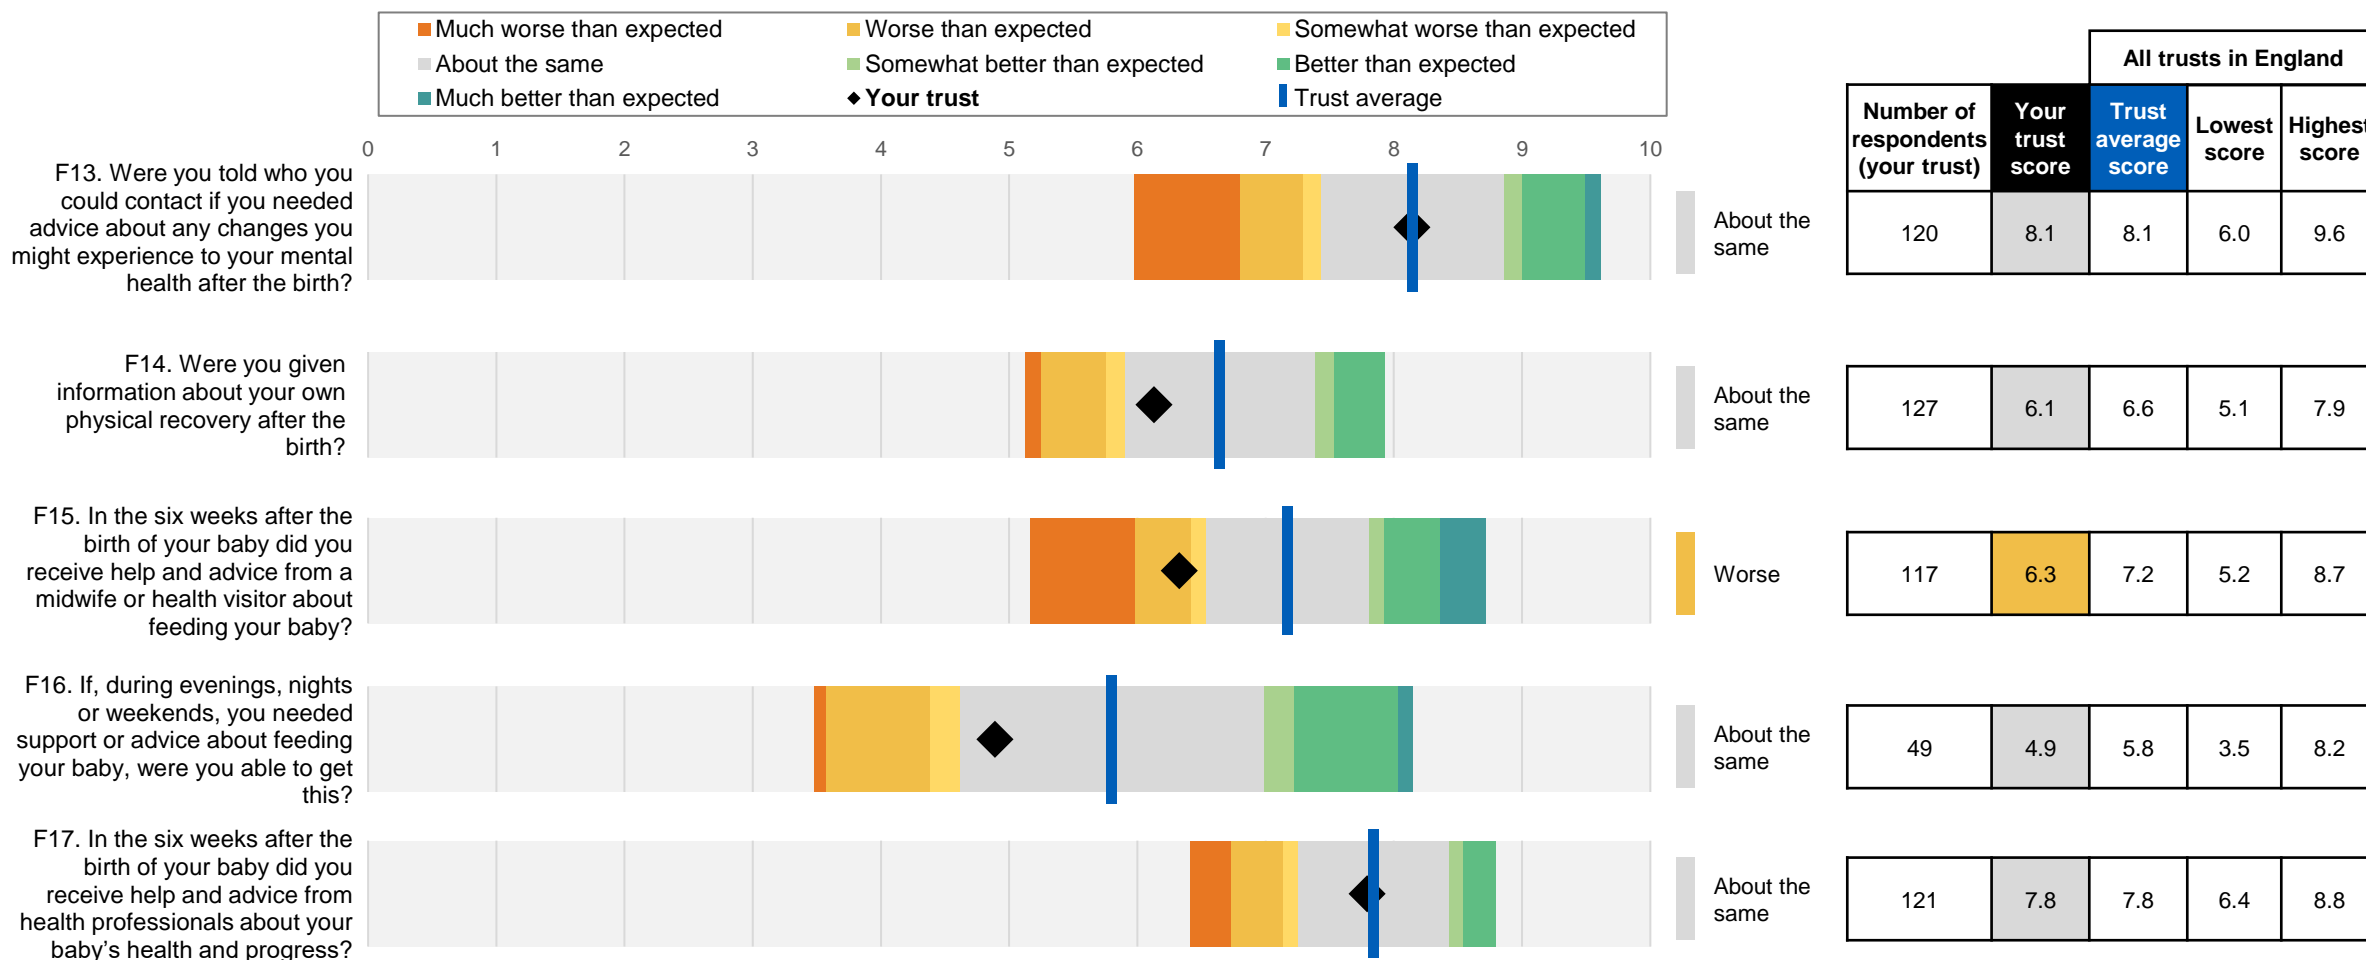 Much worse than expected
Worse than expected
Somewhat worse than expected
About the same
Somewhat better than expected
Better than expected
Much better than expected
Your trust
Trust average
All trusts in England
Number of
respondents
(your trust)
Your
trust
score
Trust
average
score
Lowest
score
Highest
score
0 1 2 3 4 5 6 7 8 9 10
F13. Were you told who you
could contact if you needed
advice about any changes you
might experience to your mental
health after the birth?
About the
same
120 8.1 8.1 6.0 9.6
F14. Were you given
information about your own
physical recovery after the
birth?
About the
same
127 6.1 6.6 5.1 7.9
F15. In the six weeks after the
birth of your baby did you
receive help and advice from a
midwife or health visitor about
feeding your baby?
Worse
117 6.3 7.2 5.2 8.7
F16. If, during evenings, nights
or weekends, you needed
support or advice about feeding
your baby, were you able to get
this?
About the
same
49 4.9 5.8 3.5 8.2
F17. In the six weeks after the
birth of your baby did you
receive help and advice from
health professionals about your
baby’s health and progress?
About the
same
121 7.8 7.8 6.4 8.8